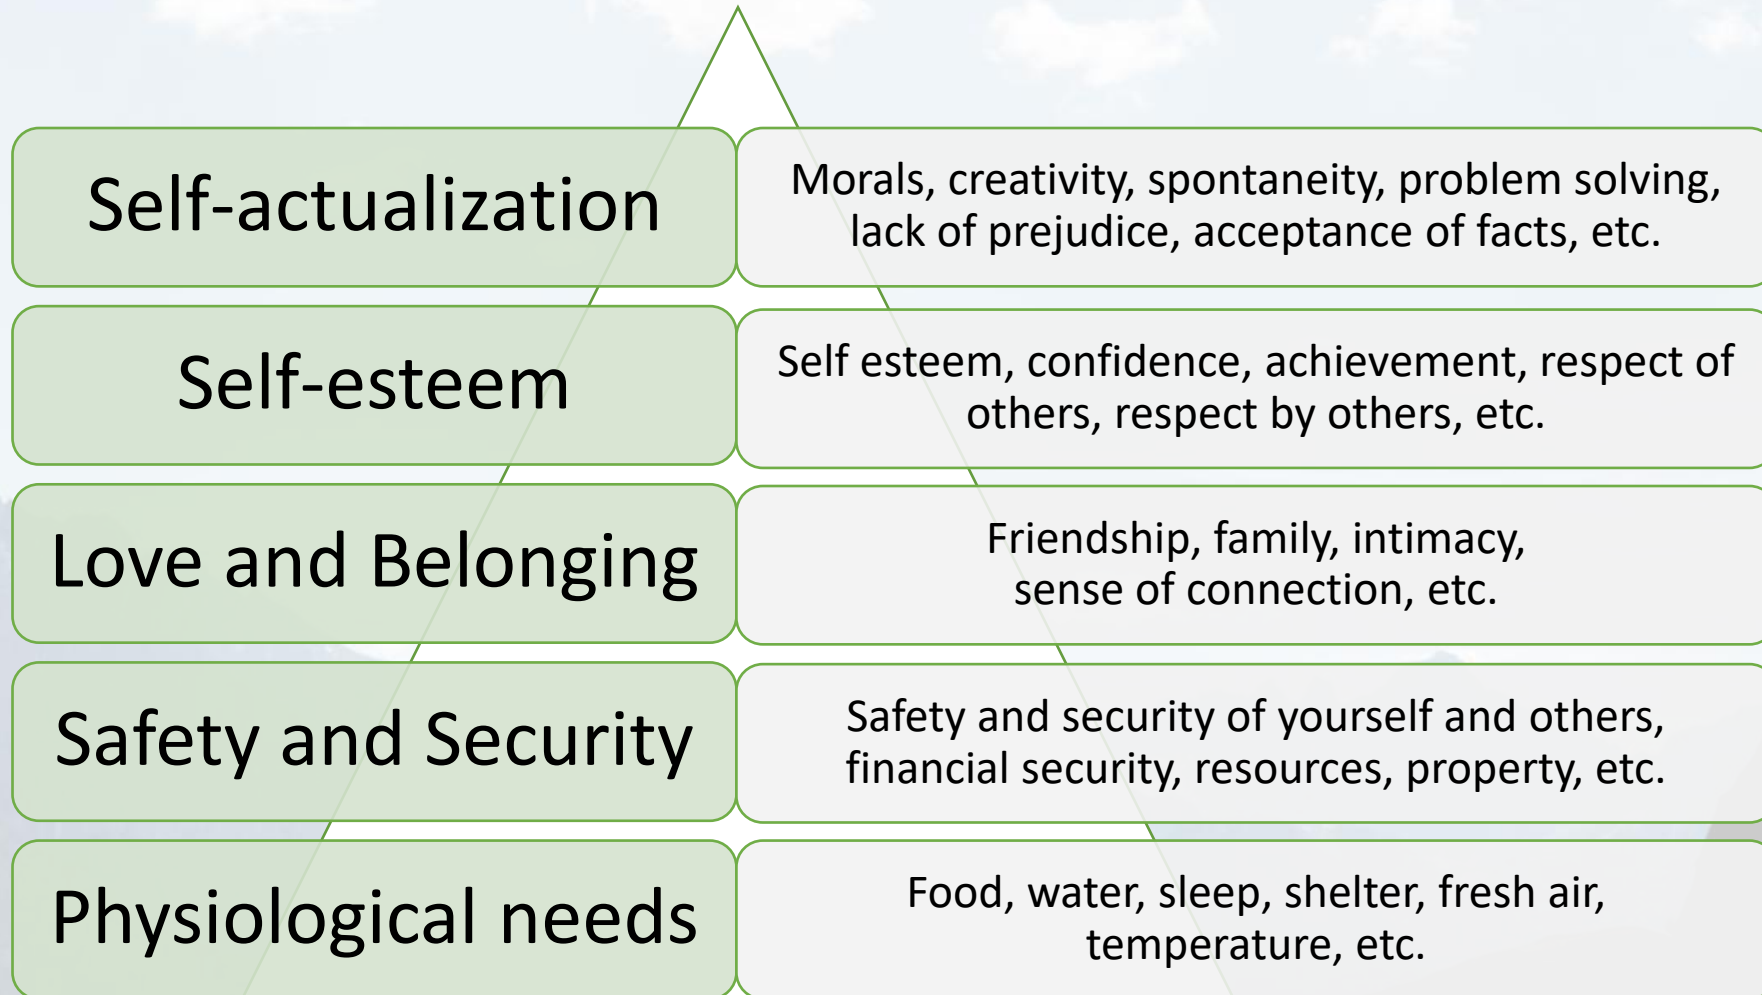 Self-actualization
Morals, creativity, spontaneity, problem solving,
lack of prejudice, acceptance of facts, etc.
Self-esteem
Self esteem, confidence, achievement, respect of
others, respect by others, etc.
Love and Belonging
Friendship, family, intimacy,
sense of connection, etc.
Safety and Security
Safety and security of yourself and others,
financial security, resources, property, etc.
Physiological needs
Food, water, sleep, shelter, fresh air,
temperature, etc.